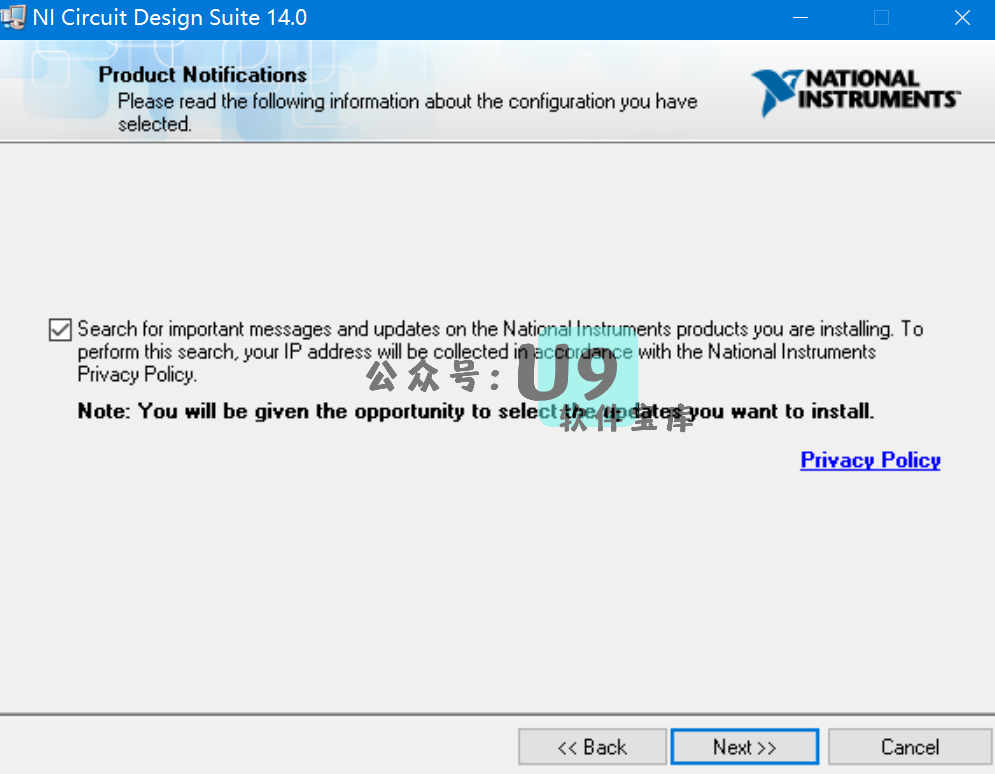 NI Circuit Design Suite 14.0
Product Notifications
Please read the following information about the configuration you have
selected.
NATIONAL
INSTRUMENTS™
Search for important messages and updates on the National Instruments products you are installing. To
perform this search, your IP address will be collected in accordance with the National Instruments
Privacy Policy.
公众号：U9
软件宝库
Note: You will be given the opportunity to select the updates you want to install.
Privacy Policy
<< Back
Next >>
Cancel